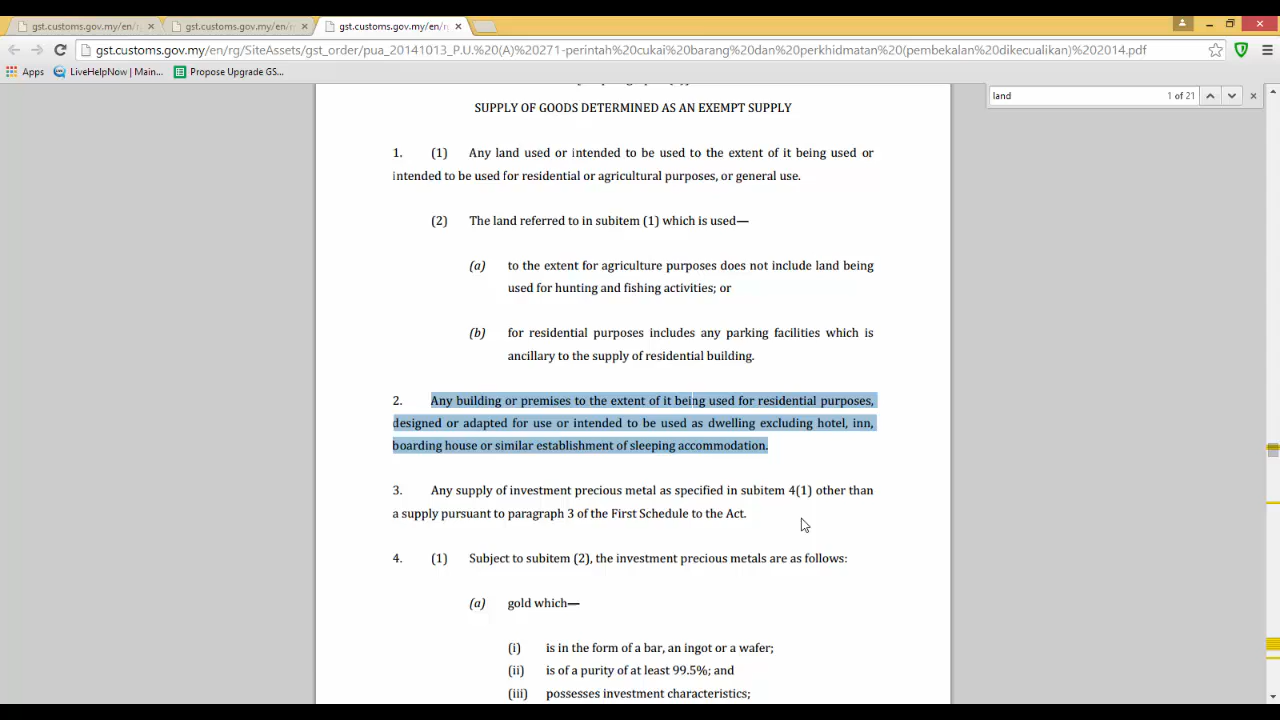 gst.customs.gov.my/en/r
gst.customs.gov.my/en/r
gst.customs.gov.my/en/r
gst.customs.gov.my/en/rg/SiteAssets/gst_order/pua_20141013_P.U.%20(A)%20271-perintah%20cukai%20barang%20dan%20perkhidmatan%20(pembekalan%20dikecualikan)%202014.pdf
Apps LiveHelpNow | Main... Propose Upgrade GS...
land 1 of 21
SUPPLY OF GOODS DETERMINED AS AN EXEMPT SUPPLY
1. (1) Any land used or intended to be used to the extent of it being used or
intended to be used for residential or agricultural purposes, or general use.
(2) The land referred to in subitem (1) which is used—
(a) to the extent for agriculture purposes does not include land being
used for hunting and fishing activities; or
(b) for residential purposes includes any parking facilities which is
ancillary to the supply of residential building.
2. Any building or premises to the extent of it being used for residential purposes,
designed or adapted for use or intended to be used as dwelling excluding hotel, inn,
boarding house or similar establishment of sleeping accommodation.
3. Any supply of investment precious metal as specified in subitem 4(1) other than
a supply pursuant to paragraph 3 of the First Schedule to the Act.
4. (1) Subject to subitem (2), the investment precious metals are as follows:
(a) gold which—
(i) is in the form of a bar, an ingot or a wafer;
(ii) is of a purity of at least 99.5%; and
(iii) possesses investment characteristics;